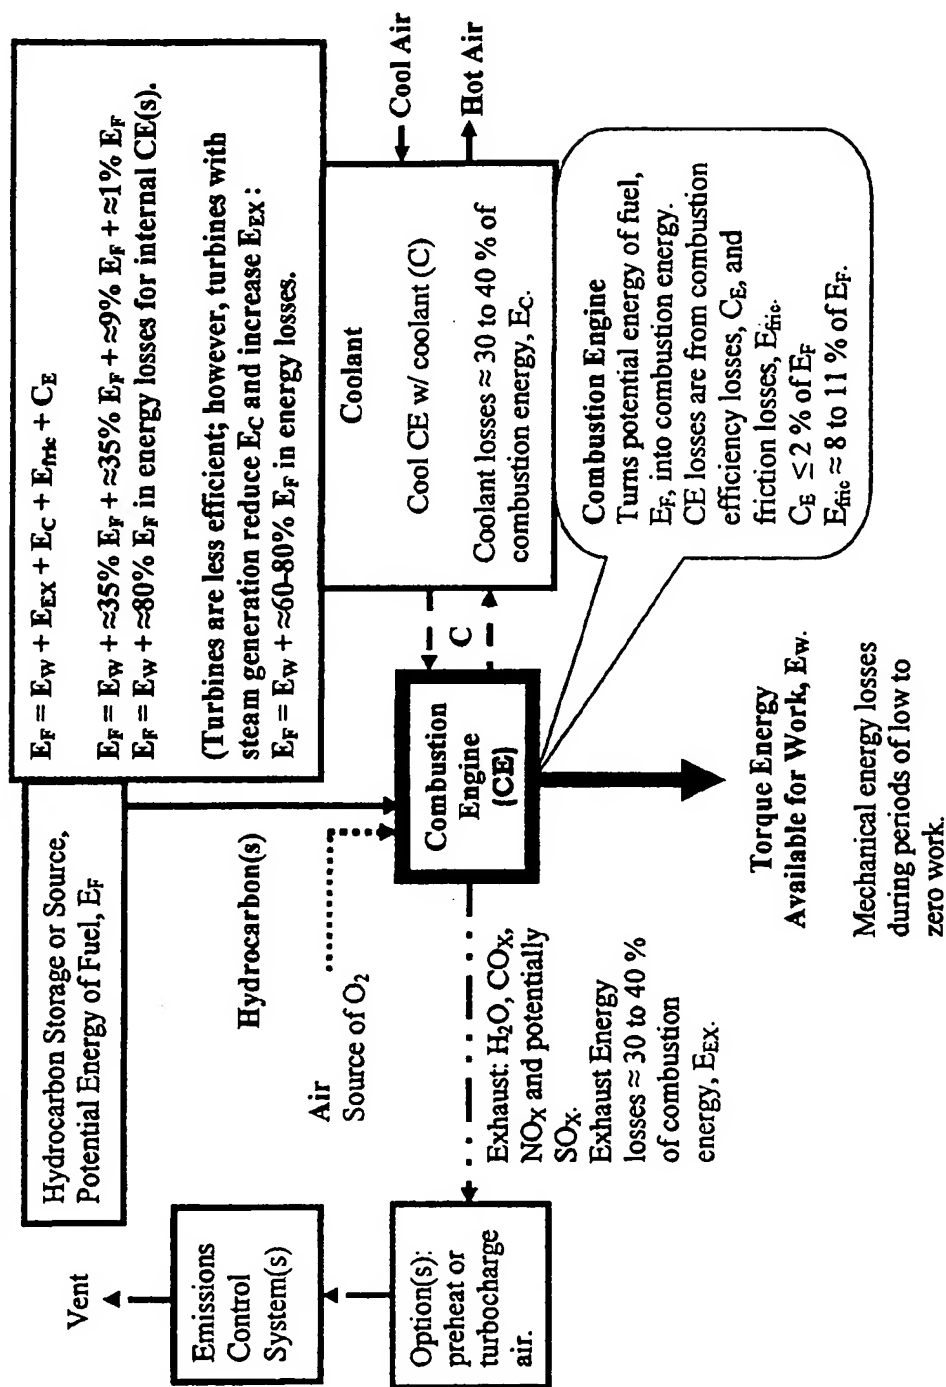 Hydrocarbon Storage or Source,
Potential Energy of Fuel, E_F
E_F = E_W + E_EX + E_C + E_fric + C_E
E_F = E_W + ≈35% E_F + ≈35% E_F + ≈9% E_F + ≈1% E_F
E_F = E_W + ≈80% E_F in energy losses for internal CE(s).
(Turbines are less efficient; however, turbines with
steam generation reduce E_C and increase E_EX :
E_F = E_W + ≈60-80% E_F in energy losses.
Vent
Emissions
Control
System(s)
Option(s):
preheat or
turbocharge
air.
Hydrocarbon(s)
Air
Source of O2
Exhaust: H2O, COX,
NOX and potentially
SOX.
Exhaust Energy
losses ≈ 30 to 40 %
of combustion
energy, E_EX.
Combustion
Engine
(CE)
C
Coolant
Cool CE w/ coolant (C)
Coolant losses ≈ 30 to 40 % of
combustion energy, E_C.
Cool Air
Hot Air
Combustion Engine
Turns potential energy of fuel,
E_F, into combustion energy.
CE losses are from combustion
efficiency losses, C_E, and
friction losses, E_fric.
C_E ≤ 2 % of E_F
E_fric ≈ 8 to 11 % of E_F.
Torque Energy
Available for Work, E_W.
Mechanical energy losses
during periods of low to
zero work.